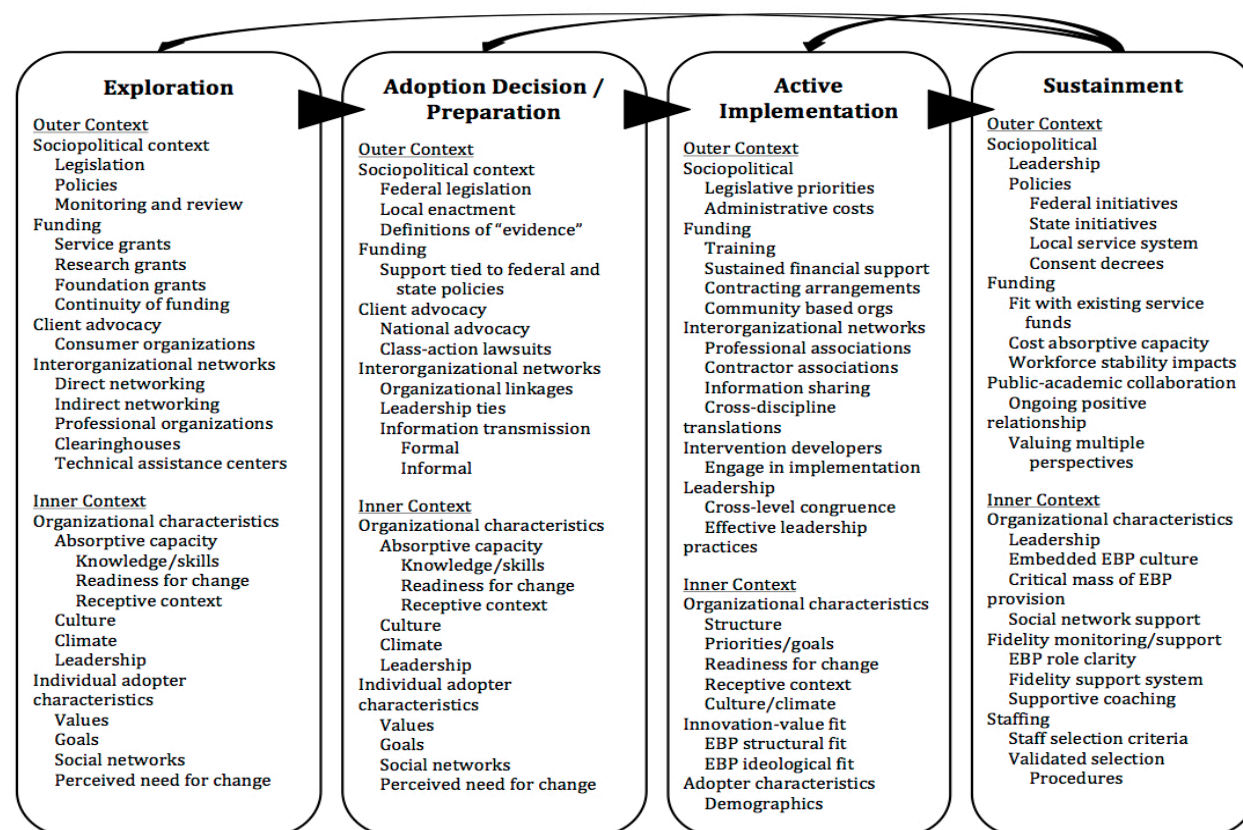 Exploration
Outer Context
Sociopolitical context
Legislation
Policies
Monitoring and review
Funding
Service grants
Research grants
Foundation grants
Continuity of funding
Client advocacy
Consumer organizations
Interorganizational networks
Direct networking
Indirect networking
Professional organizations
Clearinghouses
Technical assistance centers
Inner Context
Organizational characteristics
Absorptive capacity
Knowledge/skills
Readiness for change
Receptive context
Culture
Climate
Leadership
Individual adopter
characteristics
Values
Goals
Social networks
Perceived need for change
Adoption Decision /
Preparation
Outer Context
Sociopolitical context
Federal legislation
Local enactment
Definitions of “evidence”
Funding
Support tied to federal and
state policies
Client advocacy
National advocacy
Class-action lawsuits
Interorganizational networks
Organizational linkages
Leadership ties
Information transmission
Formal
Informal
Inner Context
Organizational characteristics
Absorptive capacity
Knowledge/skills
Readiness for change
Receptive context
Culture
Climate
Leadership
Individual adopter
characteristics
Values
Goals
Social networks
Perceived need for change
Active
Implementation
Outer Context
Sociopolitical
Legislative priorities
Administrative costs
Funding
Training
Sustained financial support
Contracting arrangements
Community based orgs
Interorganizational networks
Professional associations
Contractor associations
Information sharing
Cross-discipline
translations
Intervention developers
Engage in implementation
Leadership
Cross-level congruence
Effective leadership
practices
Inner Context
Organizational characteristics
Structure
Priorities/goals
Readiness for change
Receptive context
Culture/climate
Innovation-value fit
EBP structural fit
EBP ideological fit
Adopter characteristics
Demographics
Sustainment
Outer Context
Sociopolitical
Leadership
Policies
Federal initiatives
State initiatives
Local service system
Consent decrees
Funding
Fit with existing service
funds
Cost absorptive capacity
Workforce stability impacts
Public-academic collaboration
Ongoing positive
relationship
Valuing multiple
perspectives
Inner Context
Organizational characteristics
Leadership
Embedded EBP culture
Critical mass of EBP
provision
Social network support
Fidelity monitoring/support
EBP role clarity
Fidelity support system
Supportive coaching
Staffing
Staff selection criteria
Validated selection
Procedures